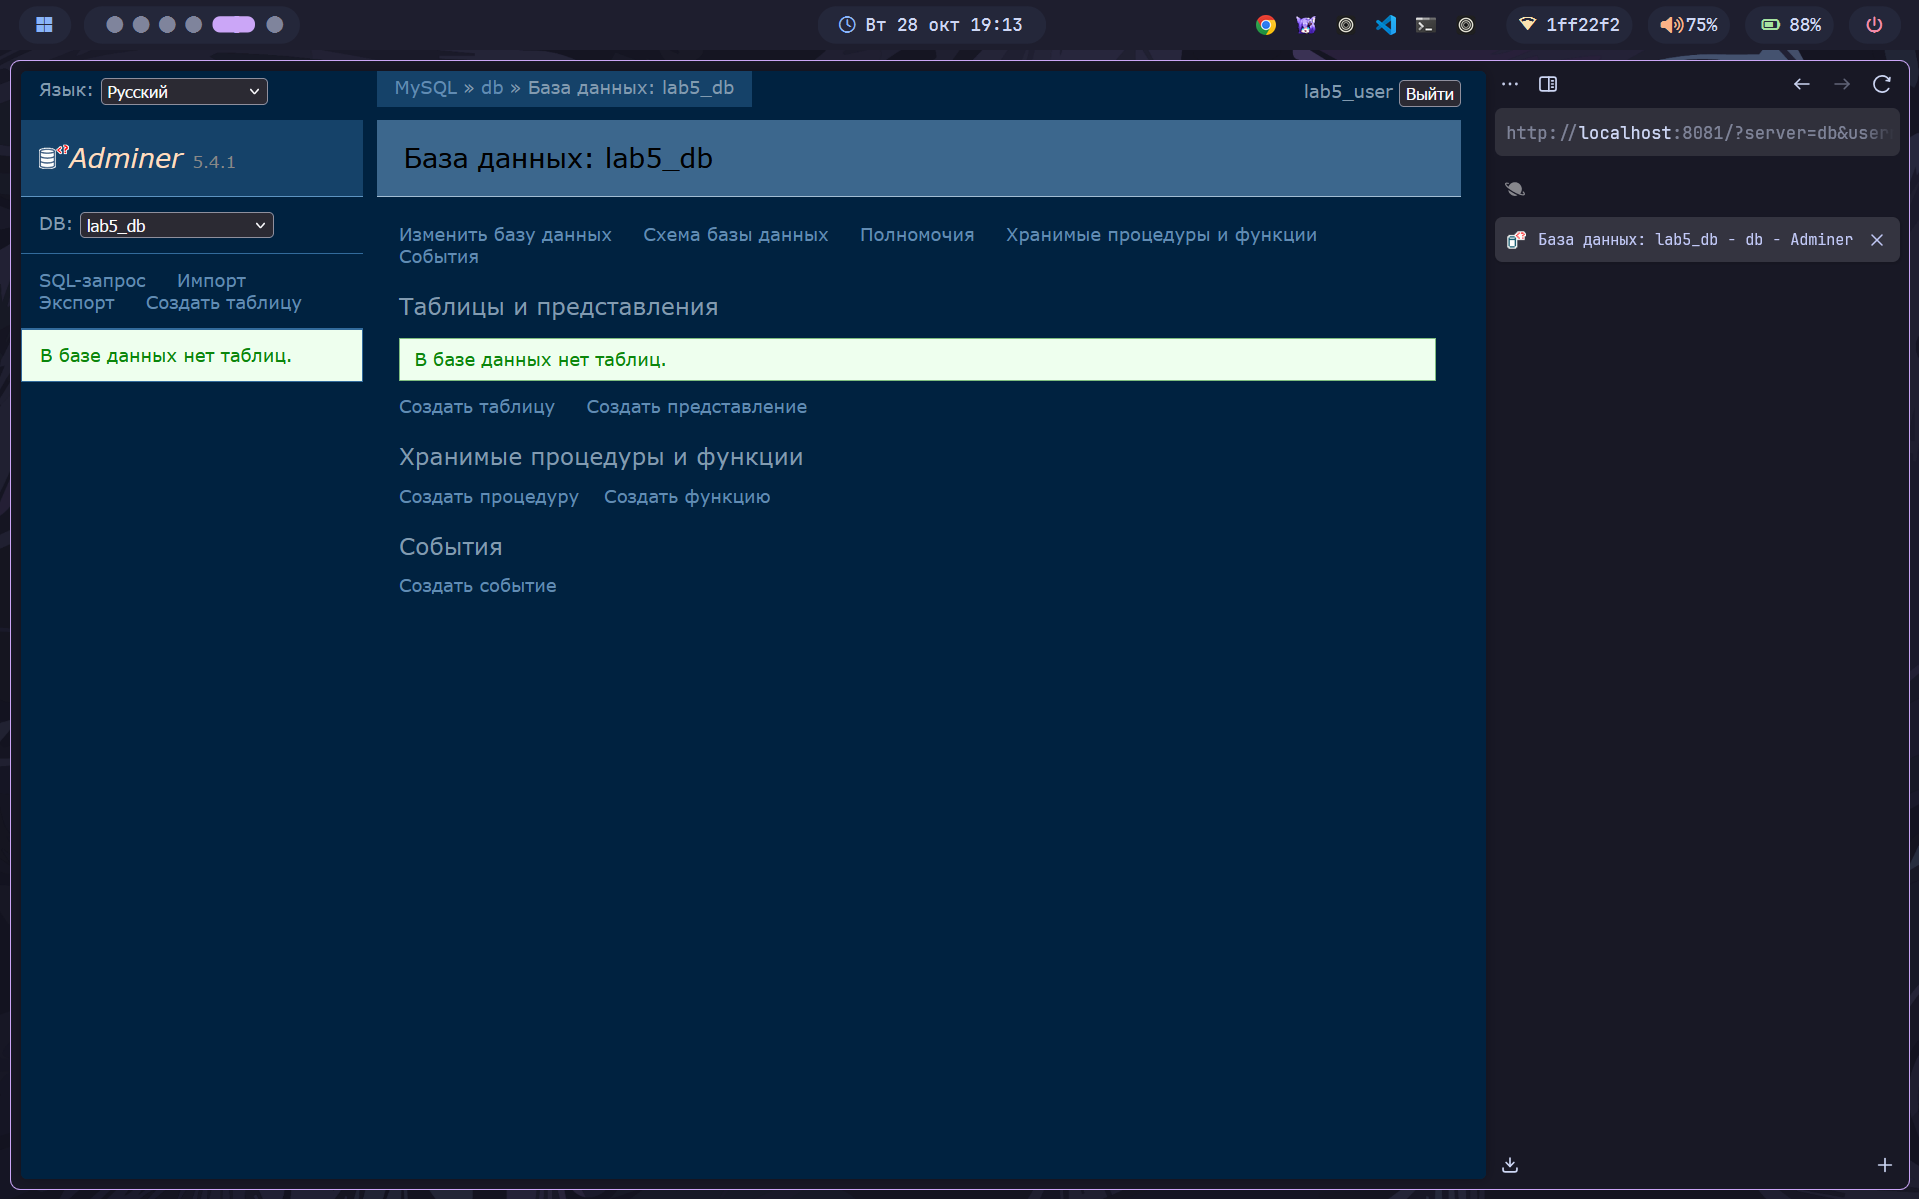 Вт 28 окт 19:13
1ff22f2
75%
88%
Язык: Русский
MySQL » db » База данных: lab5_db
lab5_user Выйти
Adminer 5.4.1
База данных: lab5_db
DB: lab5_db
Изменить базу данных Схема базы данных Полномочия Хранимые процедуры и функции
События
SQL-запрос Импорт
Экспорт Создать таблицу
Таблицы и представления
В базе данных нет таблиц.
В базе данных нет таблиц.
Создать таблицу Создать представление
Хранимые процедуры и функции
Создать процедуру Создать функцию
События
Создать событие
http://localhost:8081/?server=db&user
База данных: lab5_db - db - Adminer